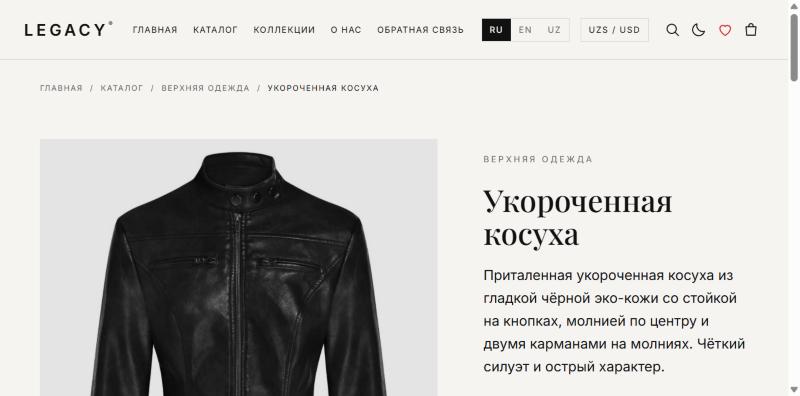 LEGACY®
ГЛАВНАЯ КАТАЛОГ КОЛЛЕКЦИИ О НАС ОБРАТНАЯ СВЯЗЬ RU EN UZ UZS / USD
ГЛАВНАЯ / КАТАЛОГ / ВЕРХНЯЯ ОДЕЖДА / УКОРОЧЕННАЯ КОСУХА
ВЕРХНЯЯ ОДЕЖДА
Укороченная
косуха
Приталенная укороченная косуха из
гладкой чёрной эко-кожи со стойкой
на кнопках, молнией по центру и
двумя карманами на молниях. Чёткий
силуэт и острый характер.